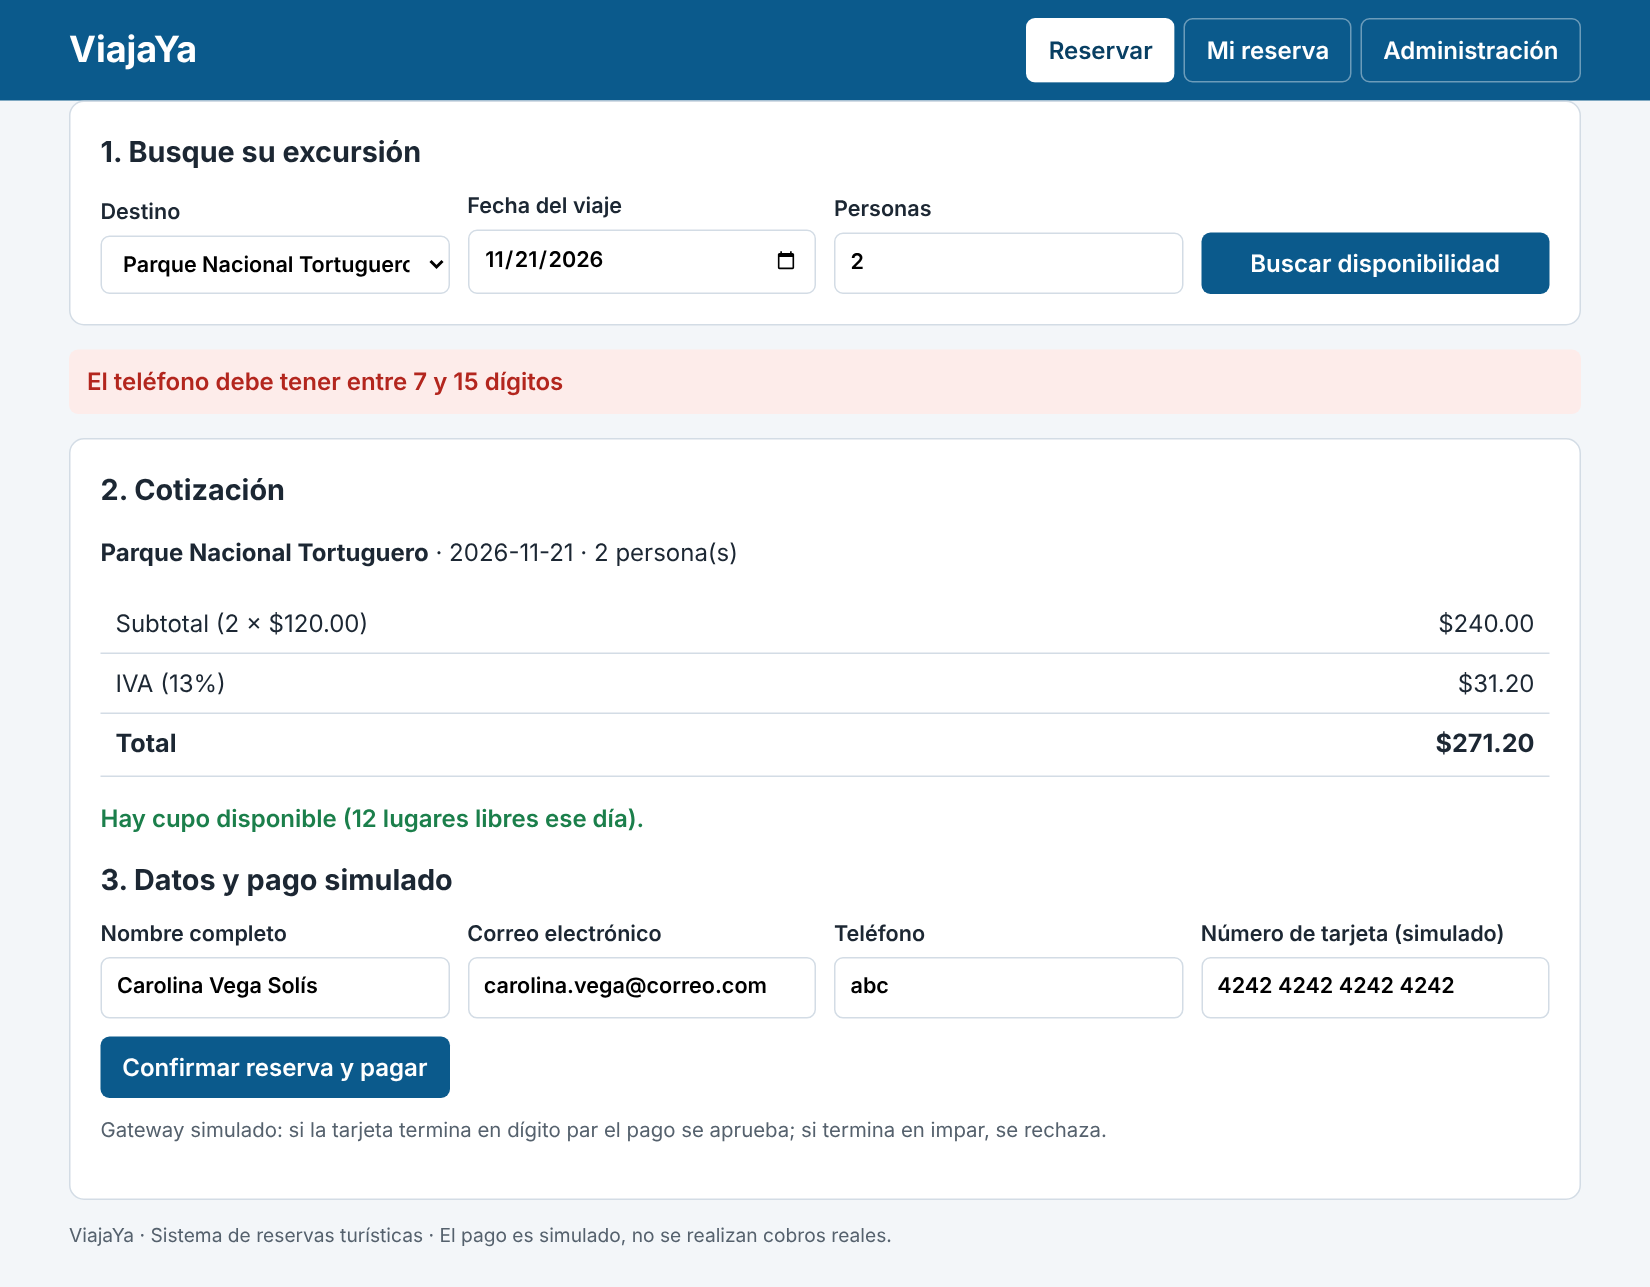 ViajaYa
Reservar
Mi reserva
Administración
1. Busque su excursión
Destino
Fecha del viaje
Personas
Parque Nacional Tortuguero
11/21/2026
2
Buscar disponibilidad
El teléfono debe tener entre 7 y 15 dígitos
2. Cotización
Parque Nacional Tortuguero · 2026-11-21 · 2 persona(s)
Subtotal (2 × $120.00) $240.00
IVA (13%) $31.20
Total $271.20
Hay cupo disponible (12 lugares libres ese día).
3. Datos y pago simulado
Nombre completo
Correo electrónico
Teléfono
Número de tarjeta (simulado)
Carolina Vega Solís
carolina.vega@correo.com
abc
4242 4242 4242 4242
Confirmar reserva y pagar
Gateway simulado: si la tarjeta termina en dígito par el pago se aprueba; si termina en impar, se rechaza.
ViajaYa · Sistema de reservas turísticas · El pago es simulado, no se realizan cobros reales.